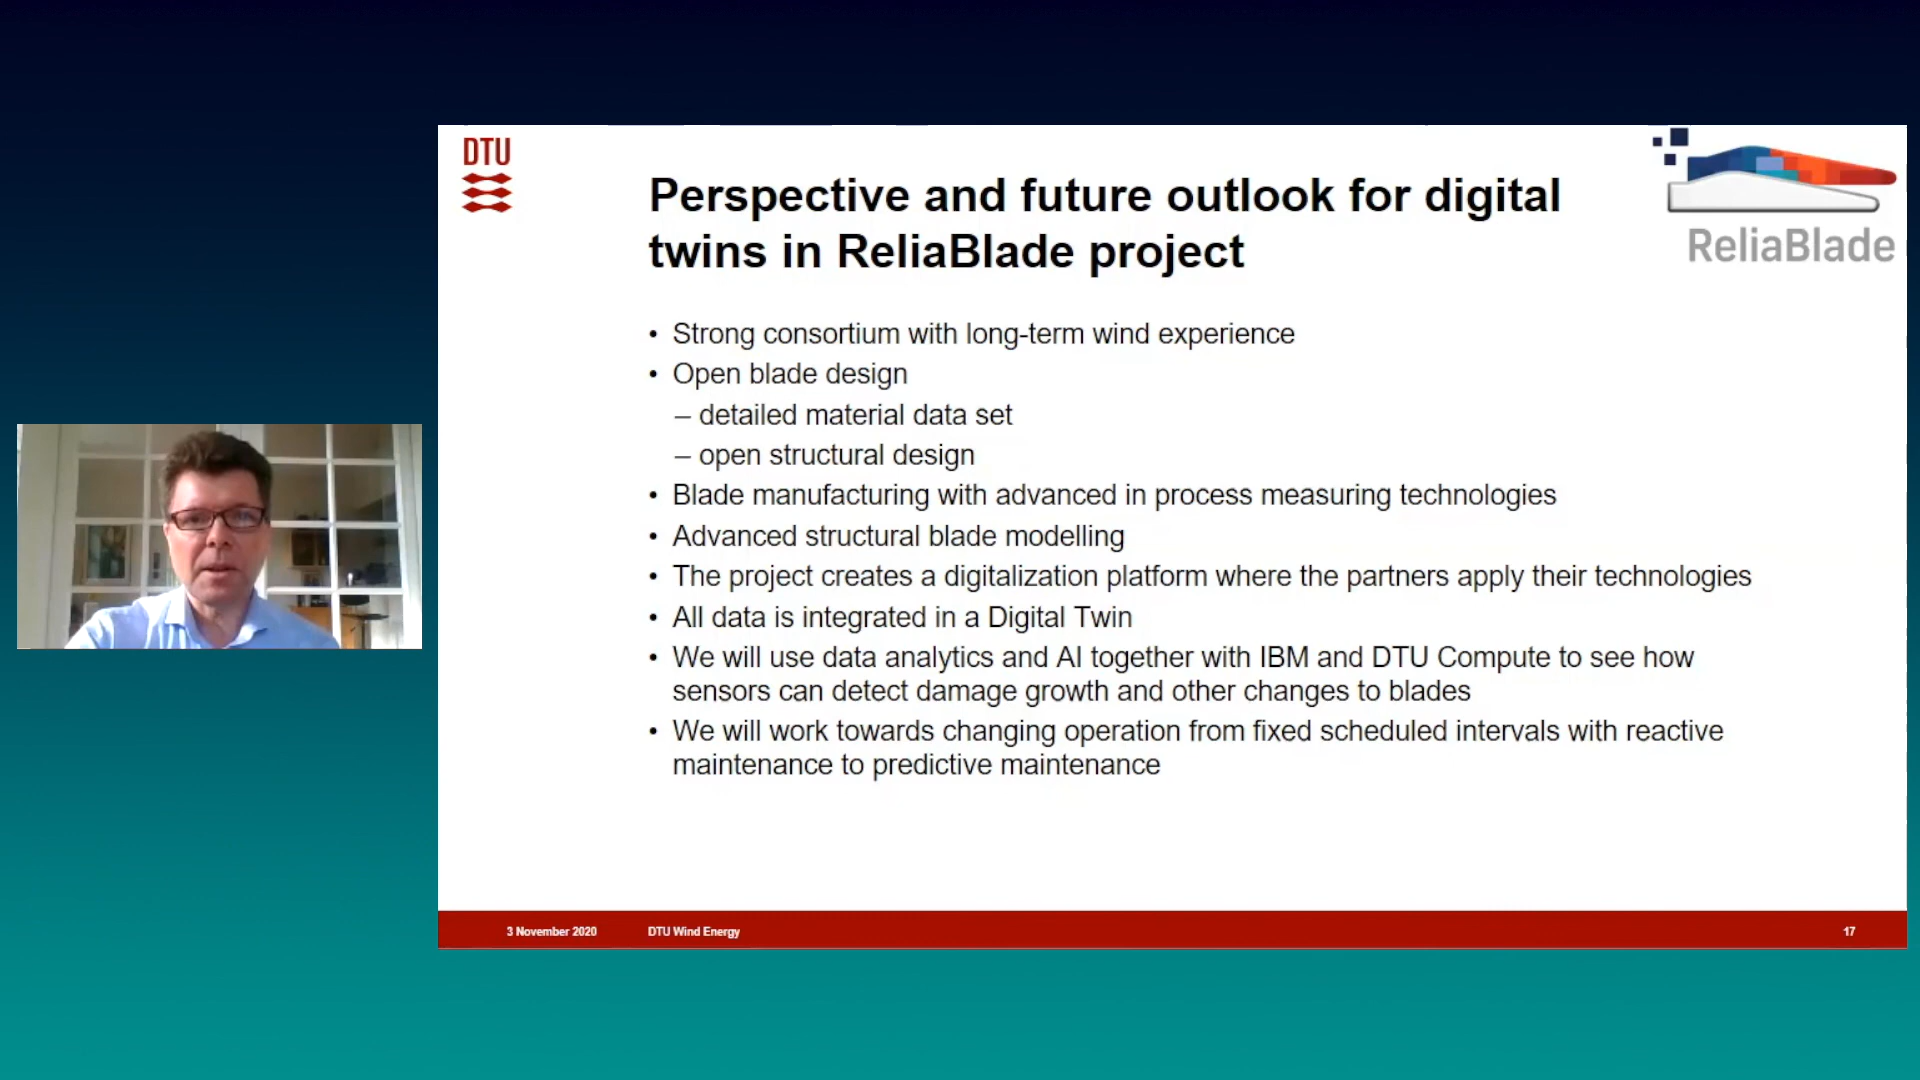 DTU
Perspective and future outlook for digital
twins in ReliaBlade project
ReliaBlade
• Strong consortium with long-term wind experience
• Open blade design
– detailed material data set
– open structural design
• Blade manufacturing with advanced in process measuring technologies
• Advanced structural blade modelling
• The project creates a digitalization platform where the partners apply their technologies
• All data is integrated in a Digital Twin
• We will use data analytics and AI together with IBM and DTU Compute to see how
sensors can detect damage growth and other changes to blades
• We will work towards changing operation from fixed scheduled intervals with reactive
maintenance to predictive maintenance
3 November 2020 DTU Wind Energy 17